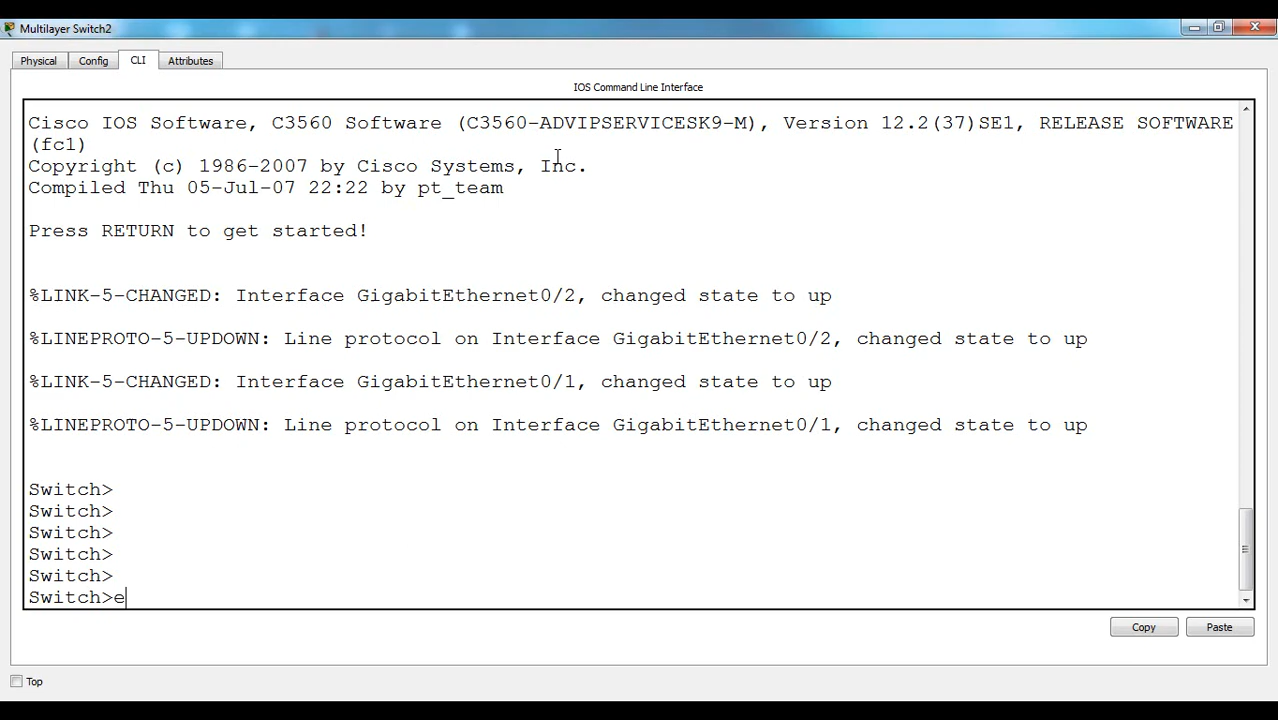 Multilayer Switch2
Physical Config CLI Attributes
IOS Command Line Interface
Cisco IOS Software, C3560 Software (C3560-ADVIPSERVICESK9-M), Version 12.2(37)SE1, RELEASE SOFTWARE
(fc1)
Copyright (c) 1986-2007 by Cisco Systems, Inc.
Compiled Thu 05-Jul-07 22:22 by pt_team
Press RETURN to get started!
%LINK-5-CHANGED: Interface GigabitEthernet0/2, changed state to up
%LINEPROTO-5-UPDOWN: Line protocol on Interface GigabitEthernet0/2, changed state to up
%LINK-5-CHANGED: Interface GigabitEthernet0/1, changed state to up
%LINEPROTO-5-UPDOWN: Line protocol on Interface GigabitEthernet0/1, changed state to up
Switch>
Switch>
Switch>
Switch>
Switch>
Switch>e
Copy Paste
Top